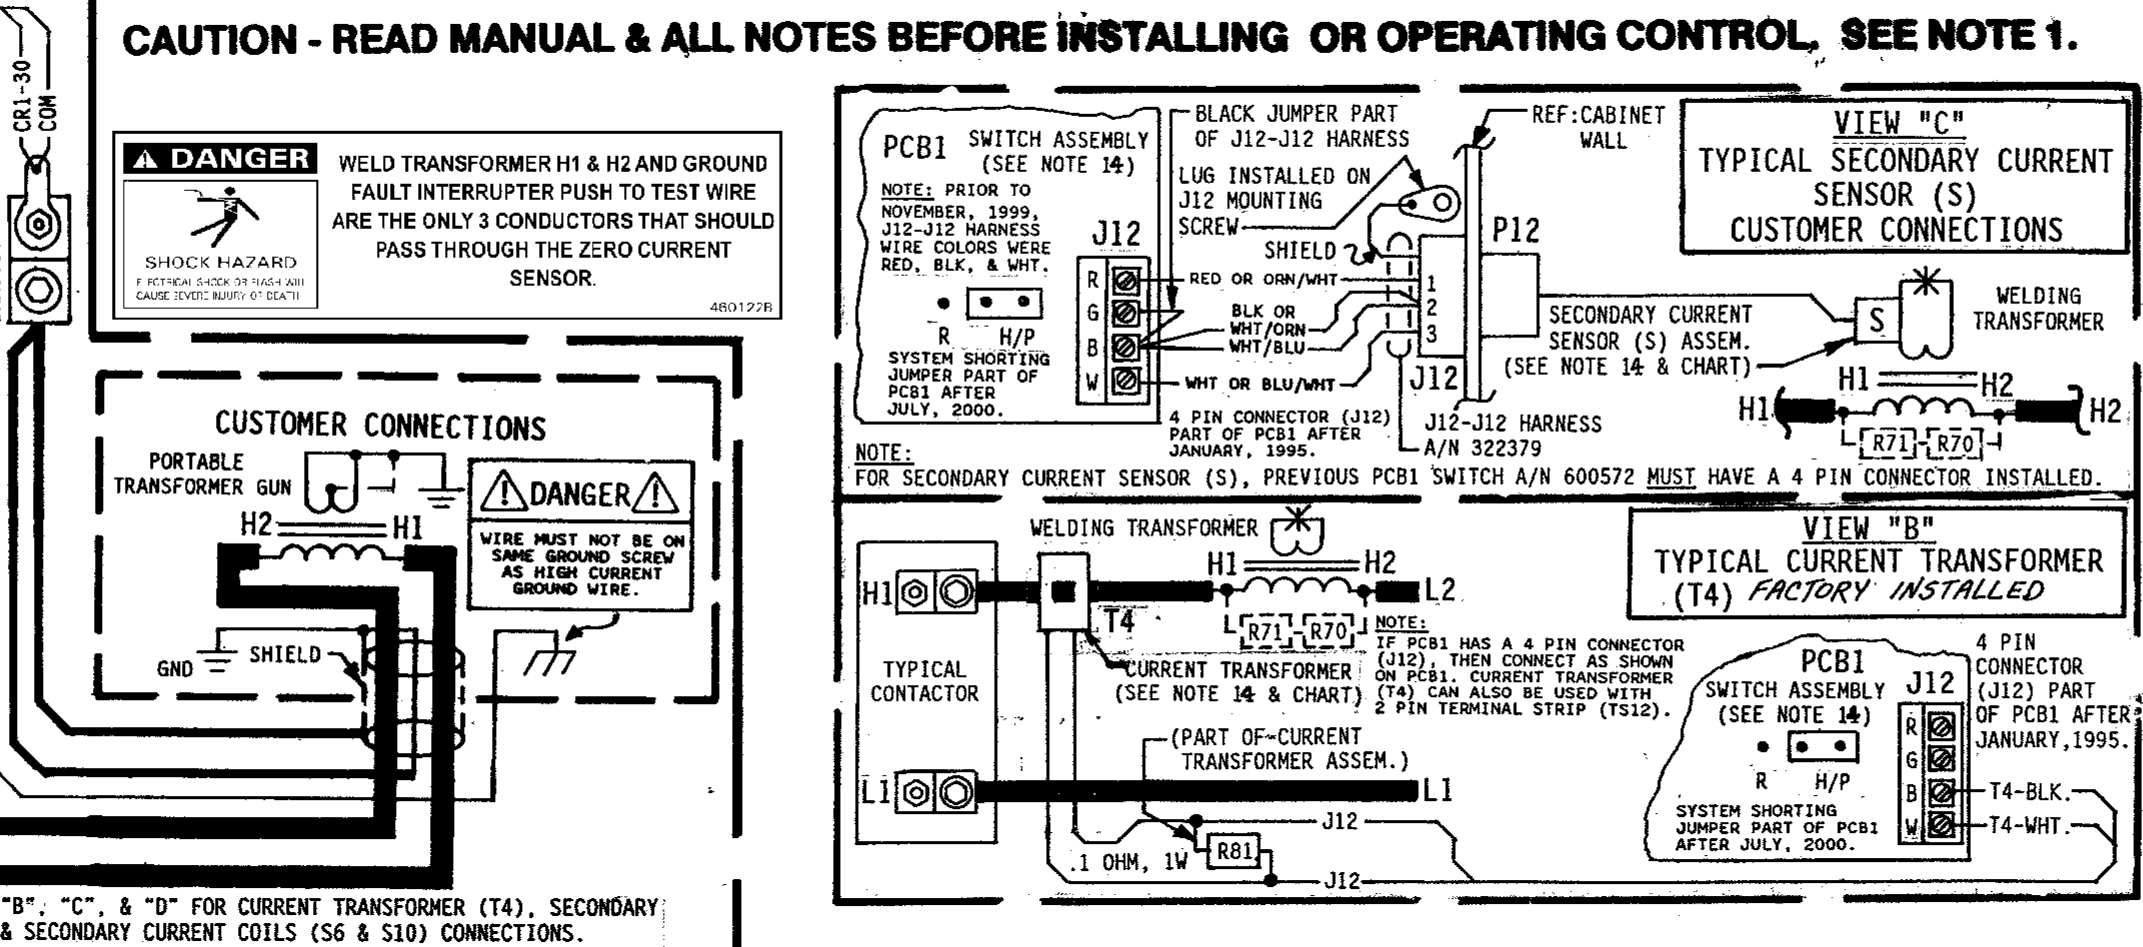 CAUTION - READ MANUAL & ALL NOTES BEFORE INSTALLING OR OPERATING CONTROL, SEE NOTE 1.
CR1-30
COM
DANGER
SHOCK HAZARD
ELECTRICAL SHOCK OR FLASH WILL
CAUSE SEVERE INJURY OR DEATH
WELD TRANSFORMER H1 & H2 AND GROUND
FAULT INTERRUPTER PUSH TO TEST WIRE
ARE THE ONLY 3 CONDUCTORS THAT SHOULD
PASS THROUGH THE ZERO CURRENT
SENSOR.
460122B
CUSTOMER CONNECTIONS
PORTABLE
TRANSFORMER GUN
H2
H1
DANGER
WIRE MUST NOT BE ON
SAME GROUND SCREW
AS HIGH CURRENT
GROUND WIRE.
GND
SHIELD
"B", "C", & "D" FOR CURRENT TRANSFORMER (T4), SECONDARY
& SECONDARY CURRENT COILS (S6 & S10) CONNECTIONS.
PCB1
SWITCH ASSEMBLY
(SEE NOTE 14)
NOTE: PRIOR TO
NOVEMBER, 1999,
J12-J12 HARNESS
WIRE COLORS WERE
RED, BLK, & WHT.
R
H/P
SYSTEM SHORTING
JUMPER PART OF
PCB1 AFTER
JULY, 2000.
J12
R
G
B
W
BLACK JUMPER PART
OF J12-J12 HARNESS
LUG INSTALLED ON
J12 MOUNTING
SCREW
SHIELD
RED OR ORN/WHT
BLK OR
WHT/ORN
WHT/BLU
WHT OR BLU/WHT
1
2
3
J12
P12
REF:CABINET
WALL
4 PIN CONNECTOR (J12)
PART OF PCB1 AFTER
JANUARY, 1995.
J12-J12 HARNESS
A/N 322379
VIEW "C"
TYPICAL SECONDARY CURRENT
SENSOR (S)
CUSTOMER CONNECTIONS
SECONDARY CURRENT
SENSOR (S) ASSEM.
(SEE NOTE 14 & CHART)
S
WELDING
TRANSFORMER
H1
H2
H1
H2
R71
R70
NOTE:
FOR SECONDARY CURRENT SENSOR (S), PREVIOUS PCB1 SWITCH A/N 600572 MUST HAVE A 4 PIN CONNECTOR INSTALLED.
WELDING TRANSFORMER
VIEW "B"
TYPICAL CURRENT TRANSFORMER
(T4) FACTORY INSTALLED
H1
H1
H2
L2
T4
R71
R70
TYPICAL
CONTACTOR
CURRENT TRANSFORMER
(SEE NOTE 14 & CHART)
NOTE:
IF PCB1 HAS A 4 PIN CONNECTOR
(J12), THEN CONNECT AS SHOWN
ON PCB1. CURRENT TRANSFORMER
(T4) CAN ALSO BE USED WITH
2 PIN TERMINAL STRIP (TS12).
(PART OF CURRENT
TRANSFORMER ASSEM.)
L1
L1
J12
R81
.1 OHM, 1W
J12
PCB1
SWITCH ASSEMBLY
(SEE NOTE 14)
R
H/P
SYSTEM SHORTING
JUMPER PART OF PCB1
AFTER JULY, 2000.
J12
R
G
B
W
4 PIN
CONNECTOR
(J12) PART
OF PCB1 AFTER
JANUARY,1995.
T4-BLK.
T4-WHT.